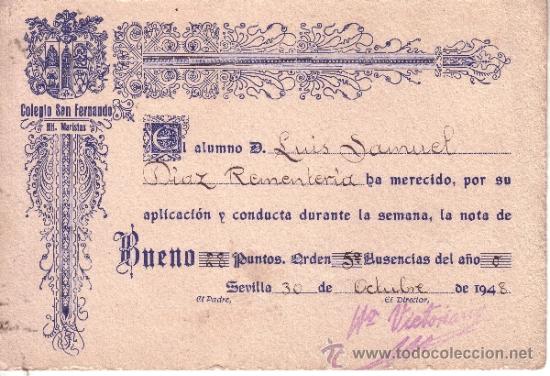 Colegio San Fernando
HH. Maristas
El alumno D. Luis Samuel
Díaz Rementería ha merecido, por su
aplicación y conducta durante la semana, la nota de
Bueno 28 Puntos. Orden 5º Ausencias del año 0
Sevilla 30 de Octubre de 1948
El Padre,
El Director,
Hº Victoriano
todocoleccion
www.todocoleccion.net